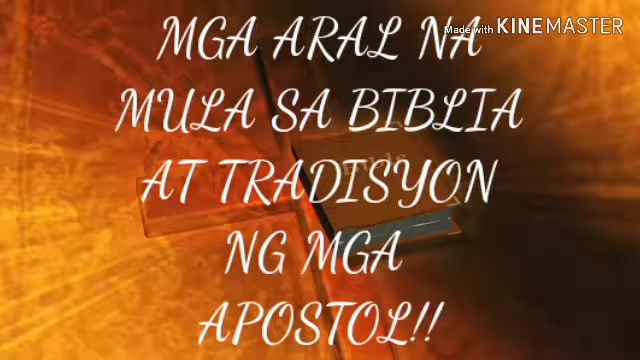 Made with KINEMASTER
MGA ARAL NA
MULA SA BIBLIA
AT TRADISYON
NG MGA
APOSTOL!!